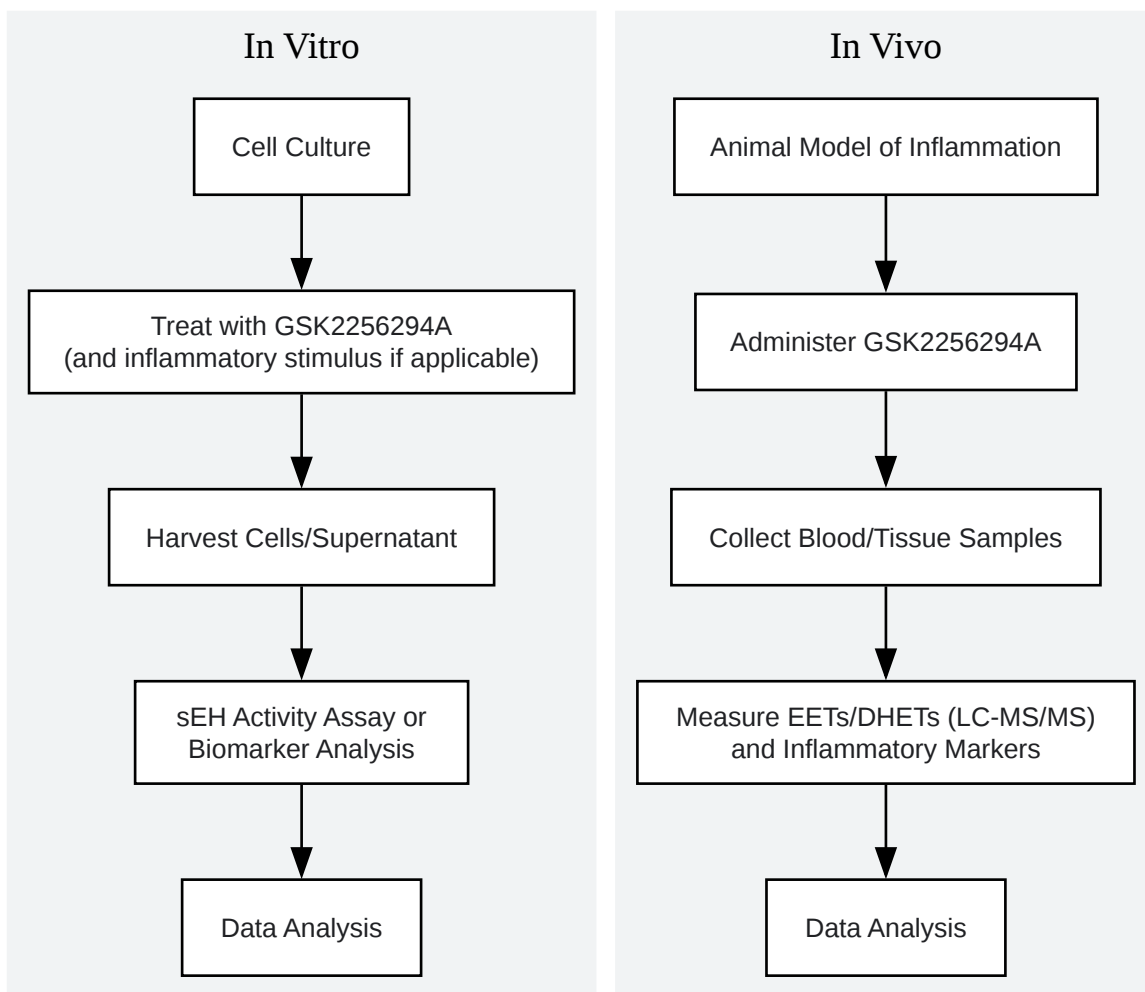 In Vitro
Cell Culture
Treat with GSK2256294A
(and inflammatory stimulus if applicable)
Harvest Cells/Supernatant
sEH Activity Assay or
Biomarker Analysis
Data Analysis
In Vivo
Animal Model of Inflammation
Administer GSK2256294A
Collect Blood/Tissue Samples
Measure EETs/DHETs (LC-MS/MS)
and Inflammatory Markers
Data Analysis